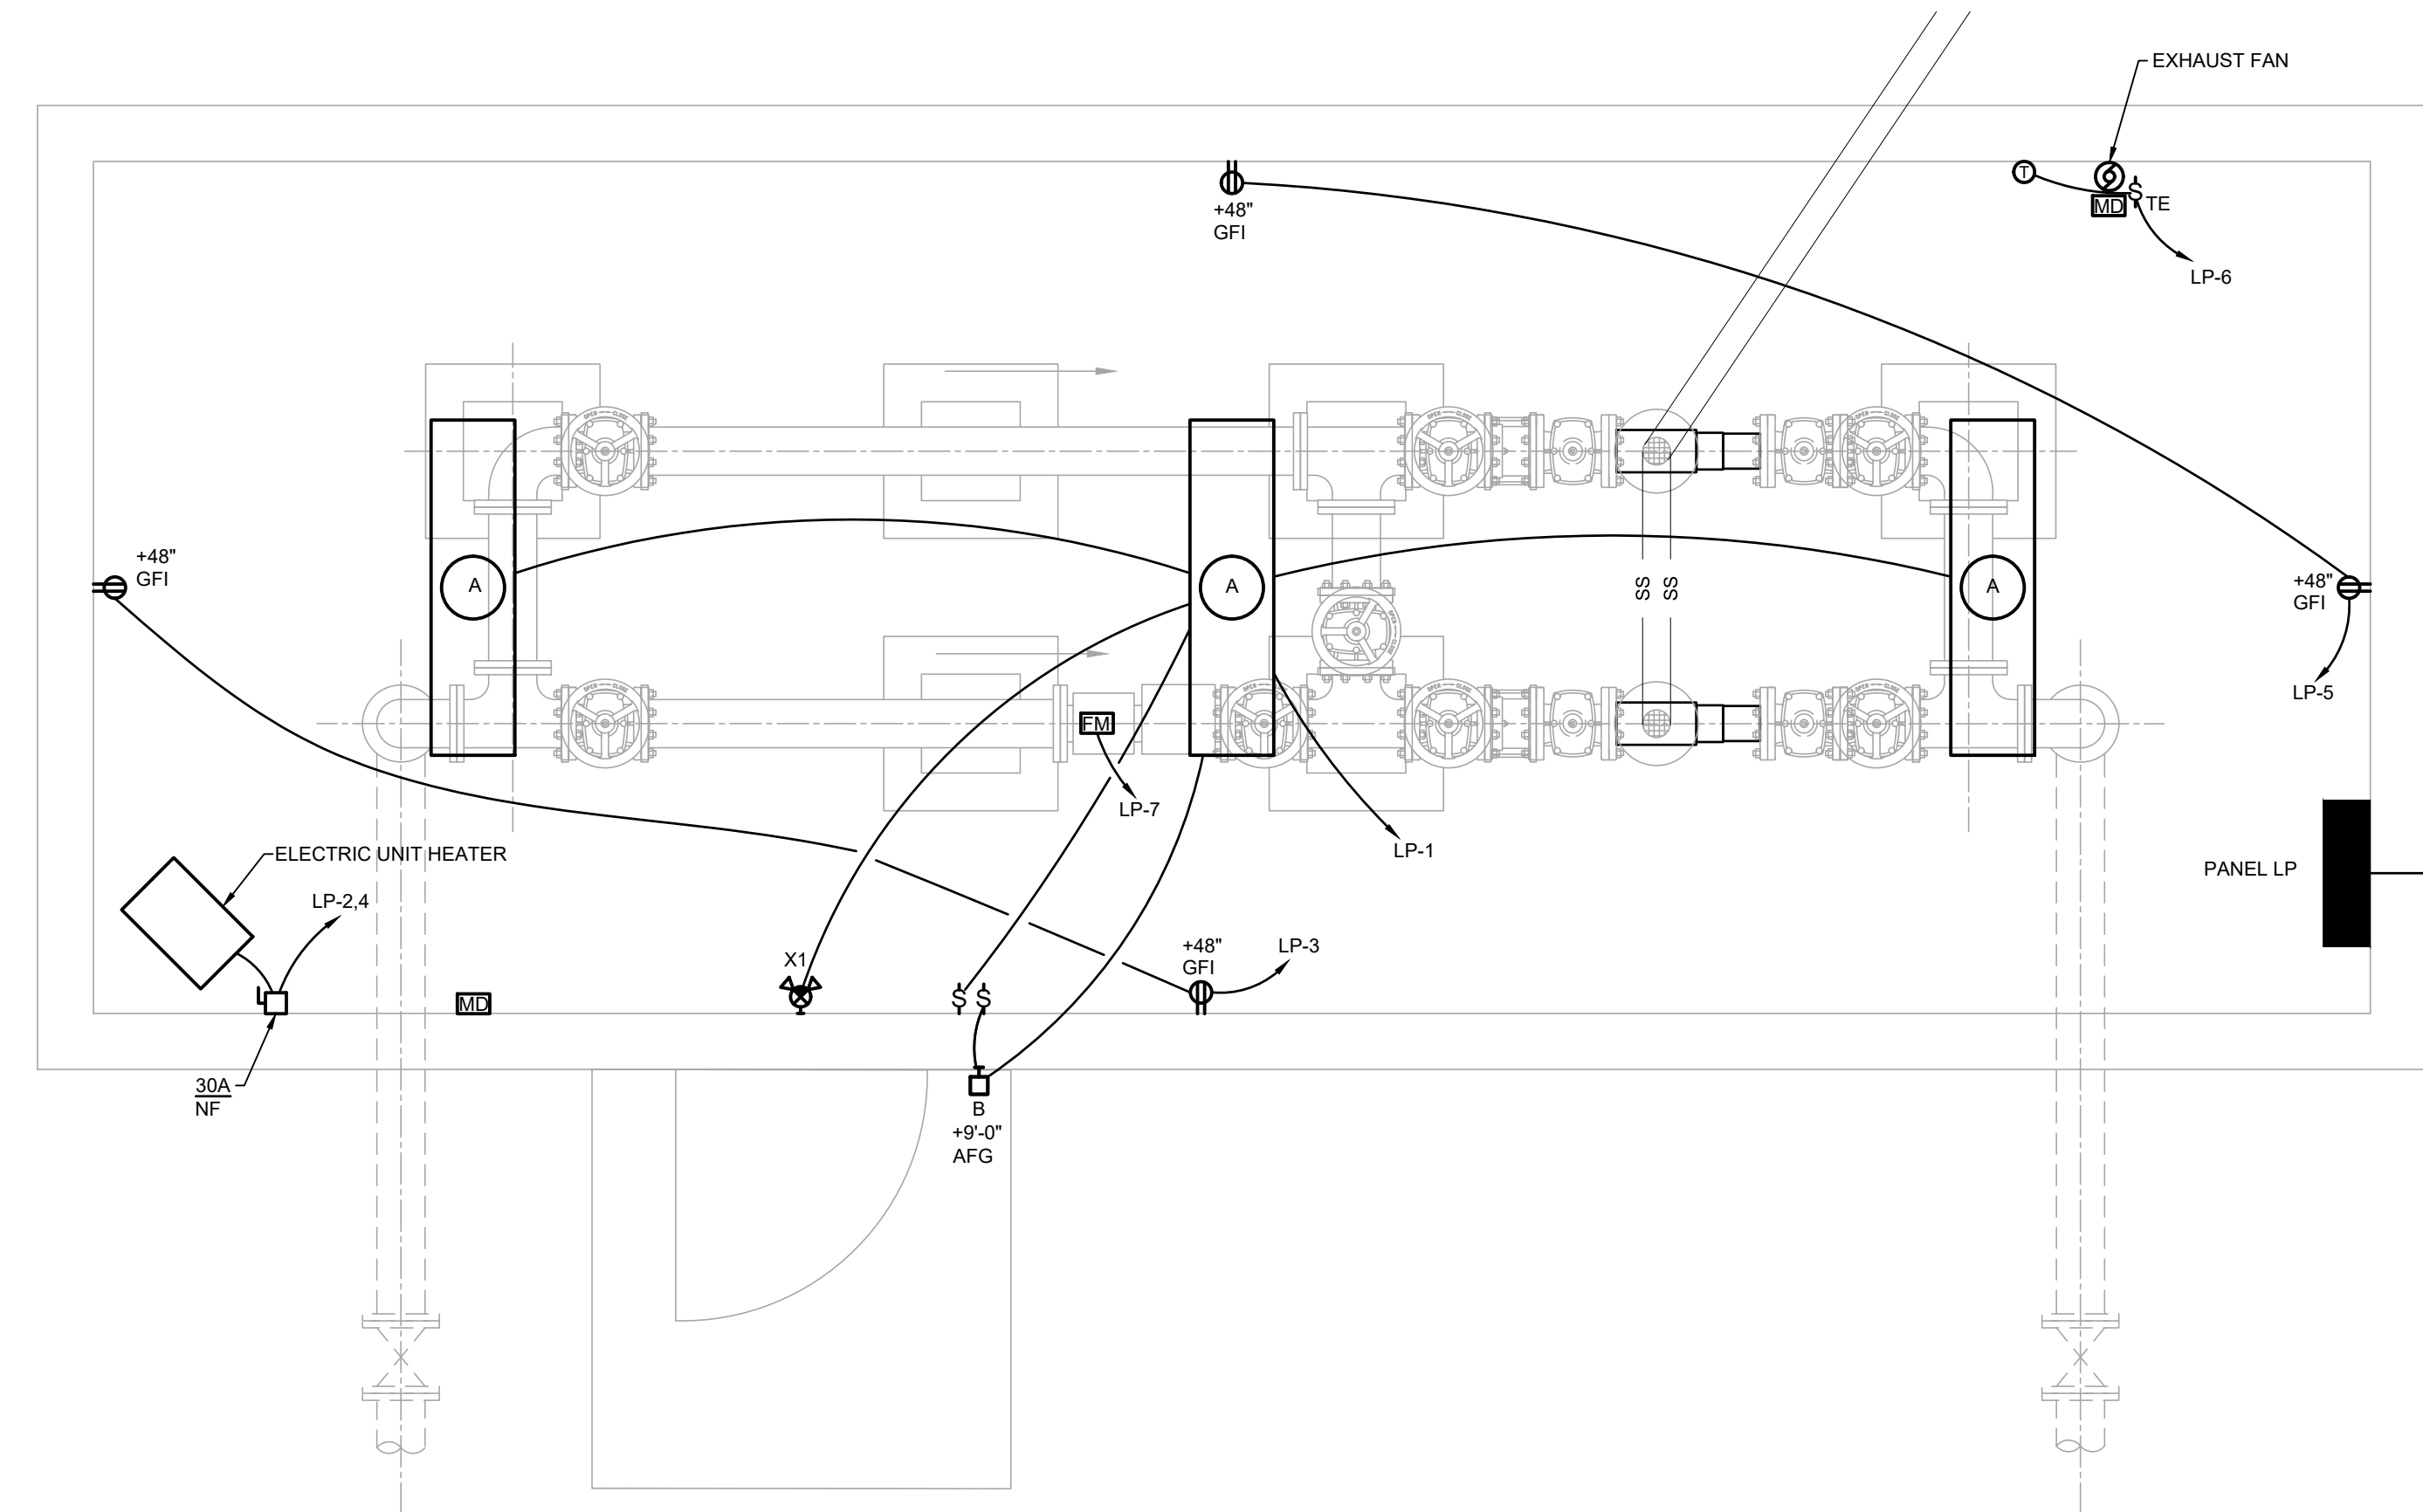 EXHAUST FAN
T
S
TE
MD
LP-6
+48"
GFI
+48"
GFI
A
A
A
SS
SS
+48"
GFI
LP-5
FM
LP-7
LP-1
ELECTRIC UNIT HEATER
LP-2,4
PANEL LP
MD
X1
S
S
+48"
GFI
LP-3
30A
NF
B
+9'-0"
AFG